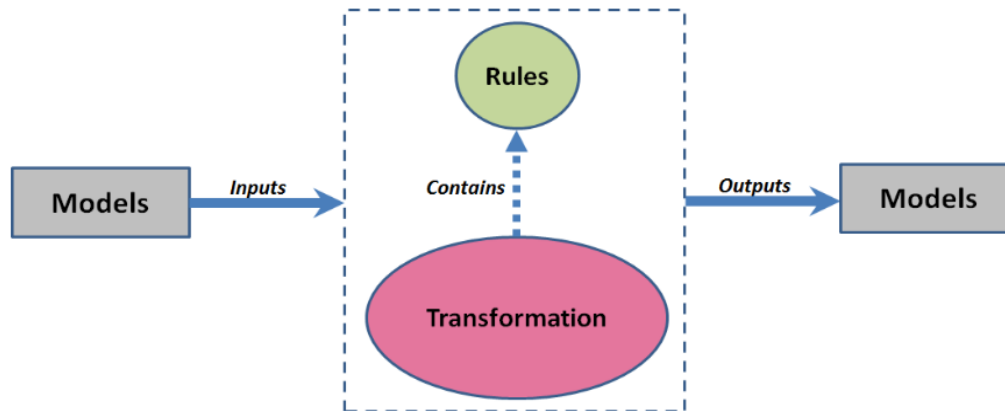 Rules
Models
Inputs
Contains
Outputs
Models
Transformation